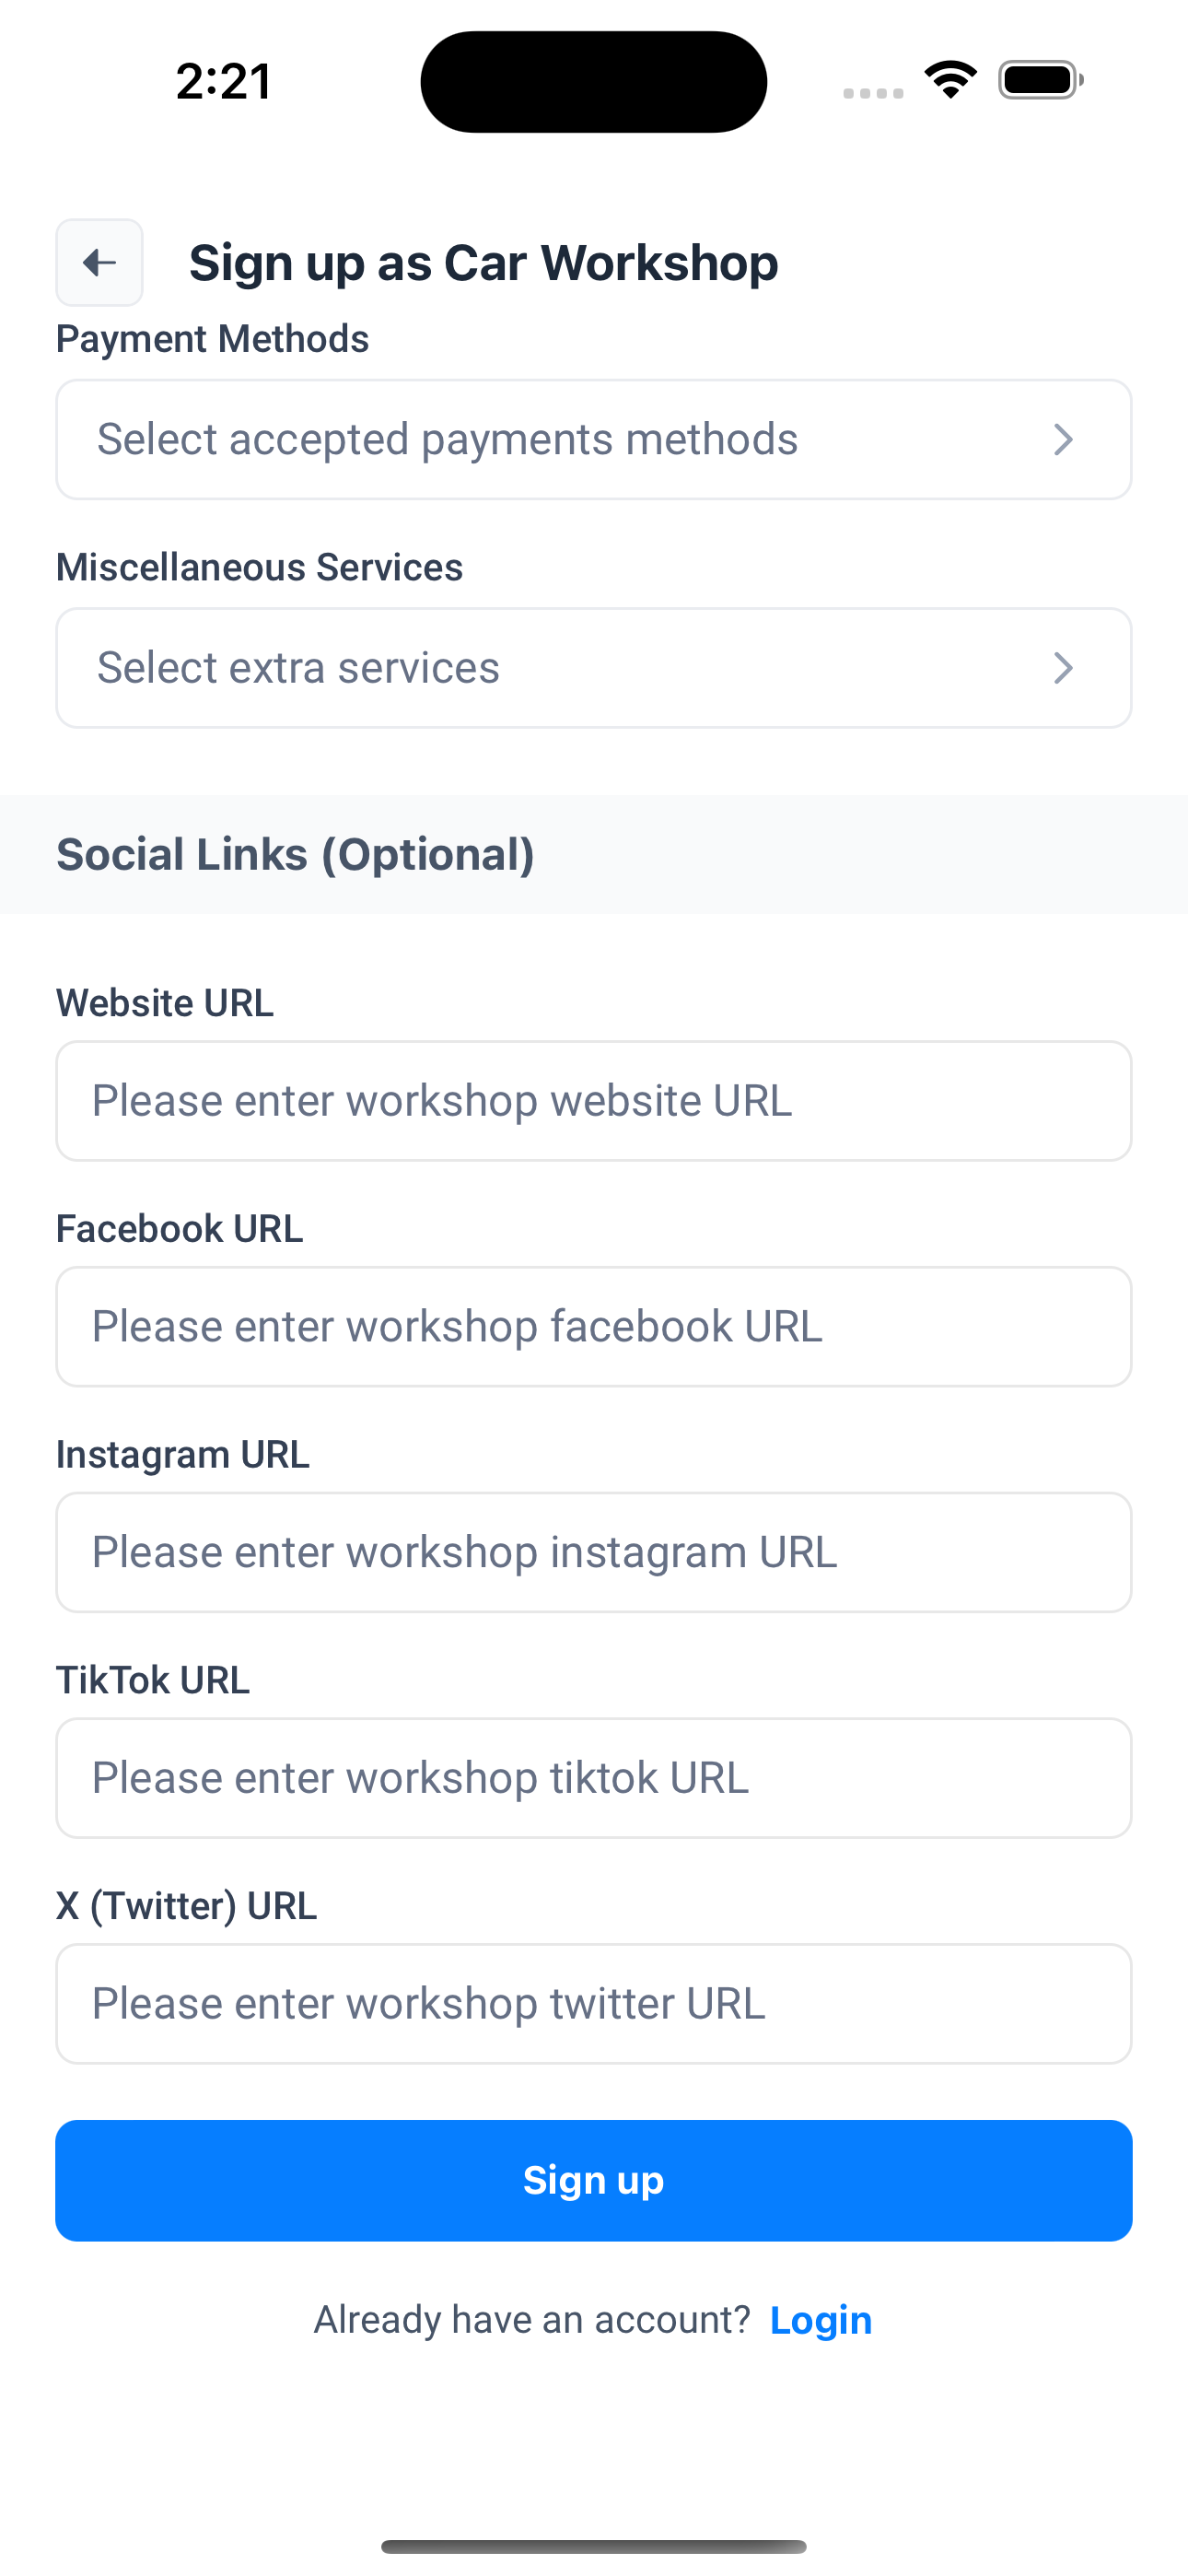 2:21
Sign up as Car Workshop
Payment Methods
Select accepted payments methods
Miscellaneous Services
Select extra services
Social Links (Optional)
Website URL
Please enter workshop website URL
Facebook URL
Please enter workshop facebook URL
Instagram URL
Please enter workshop instagram URL
TikTok URL
Please enter workshop tiktok URL
X (Twitter) URL
Please enter workshop twitter URL
Sign up
Already have an account? Login